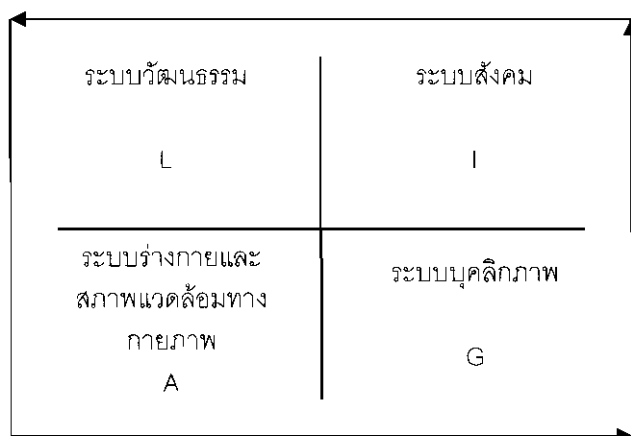 ระบบวัฒนธรรม
ระบบสังคม
L
I
ระบบร่างกายและ
สภาพแวดล้อมทาง
กายภาพ
A
ระบบบุคลิกภาพ
G